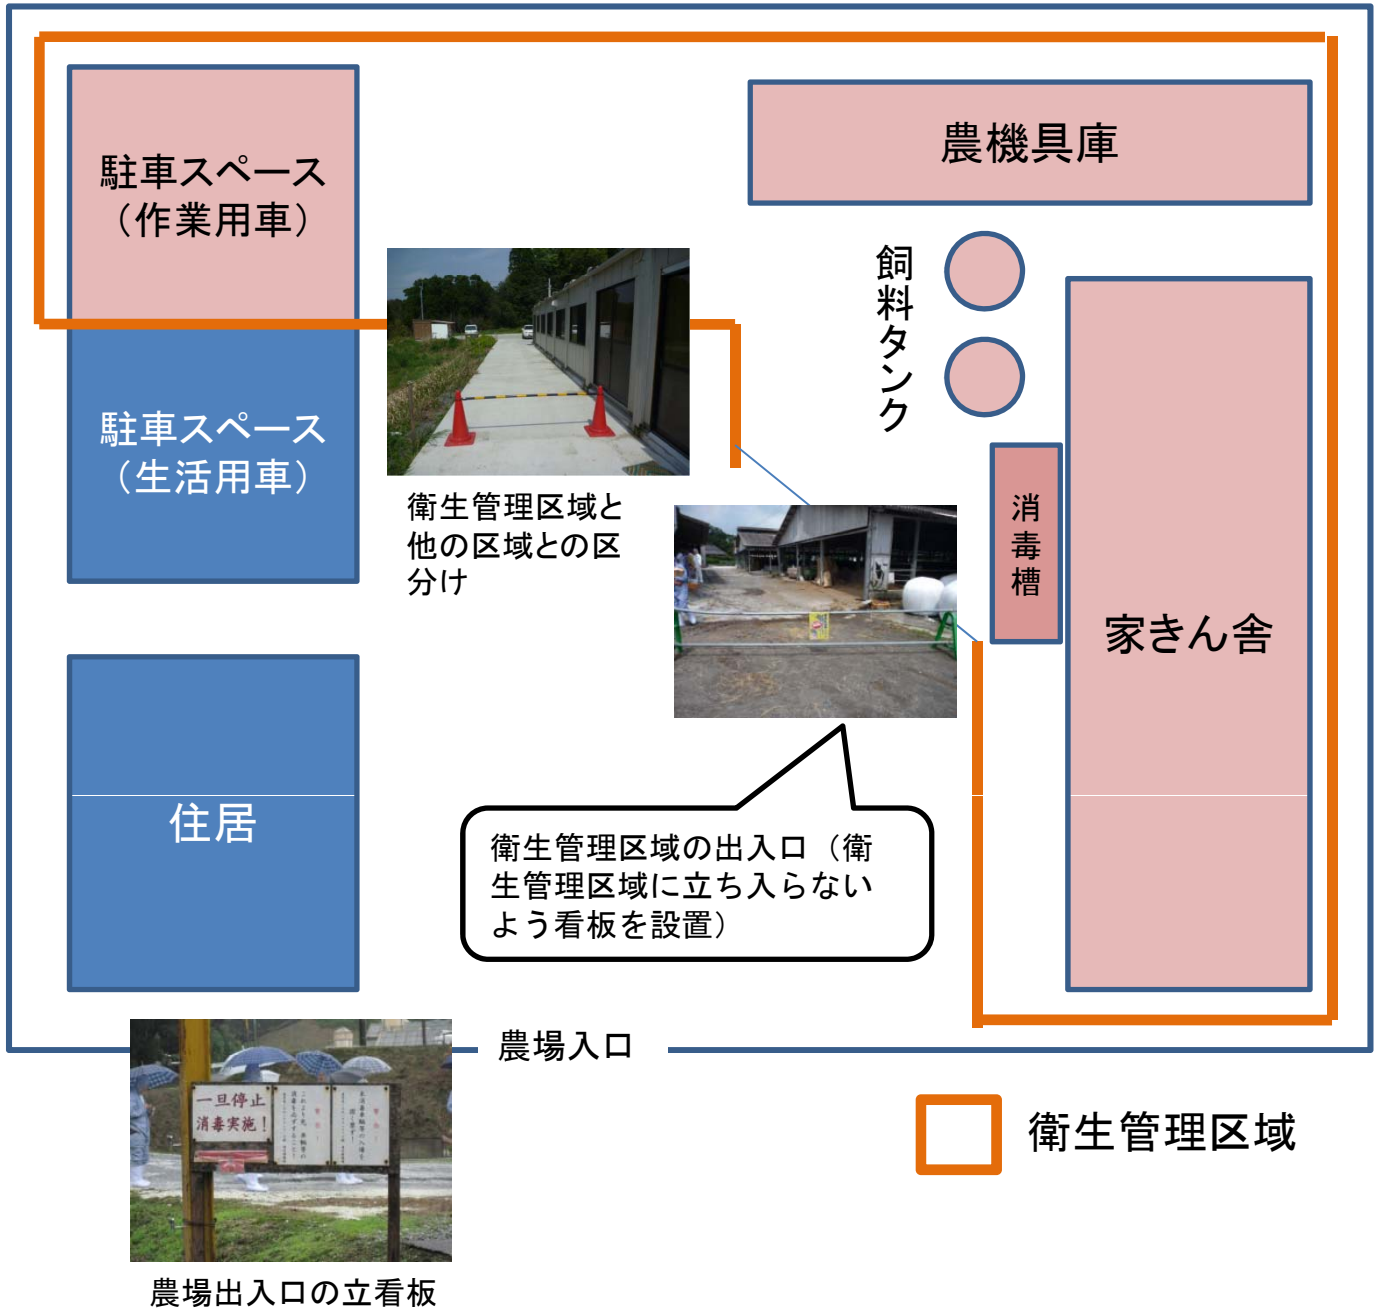 駐車スペース
（作業用車）
農機具庫
飼料タンク
駐車スペース
（生活用車）
衛生管理区域と
他の区域との区
分け
消毒槽
家きん舎
住居
衛生管理区域の出入口（衛
生管理区域に立ち入らない
よう看板を設置）
農場入口
一旦停止
消毒実施！
衛生管理区域
農場出入口の立看板